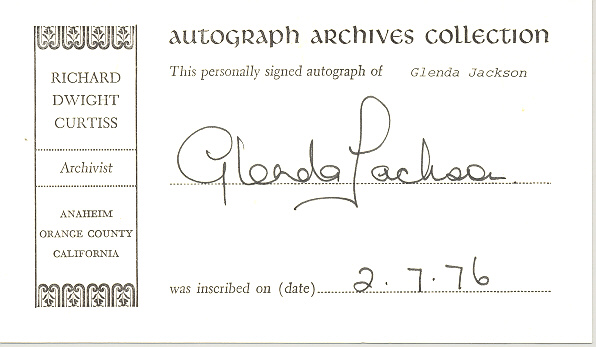 AUTOGRAPH ARCHIVES COLLECTION
This personally signed autograph of Glenda Jackson
Glenda Jackson
was inscribed on (date) 2.7.76
RICHARD
DWIGHT
CURTISS
Archivist
ANAHEIM
ORANGE COUNTY
CALIFORNIA